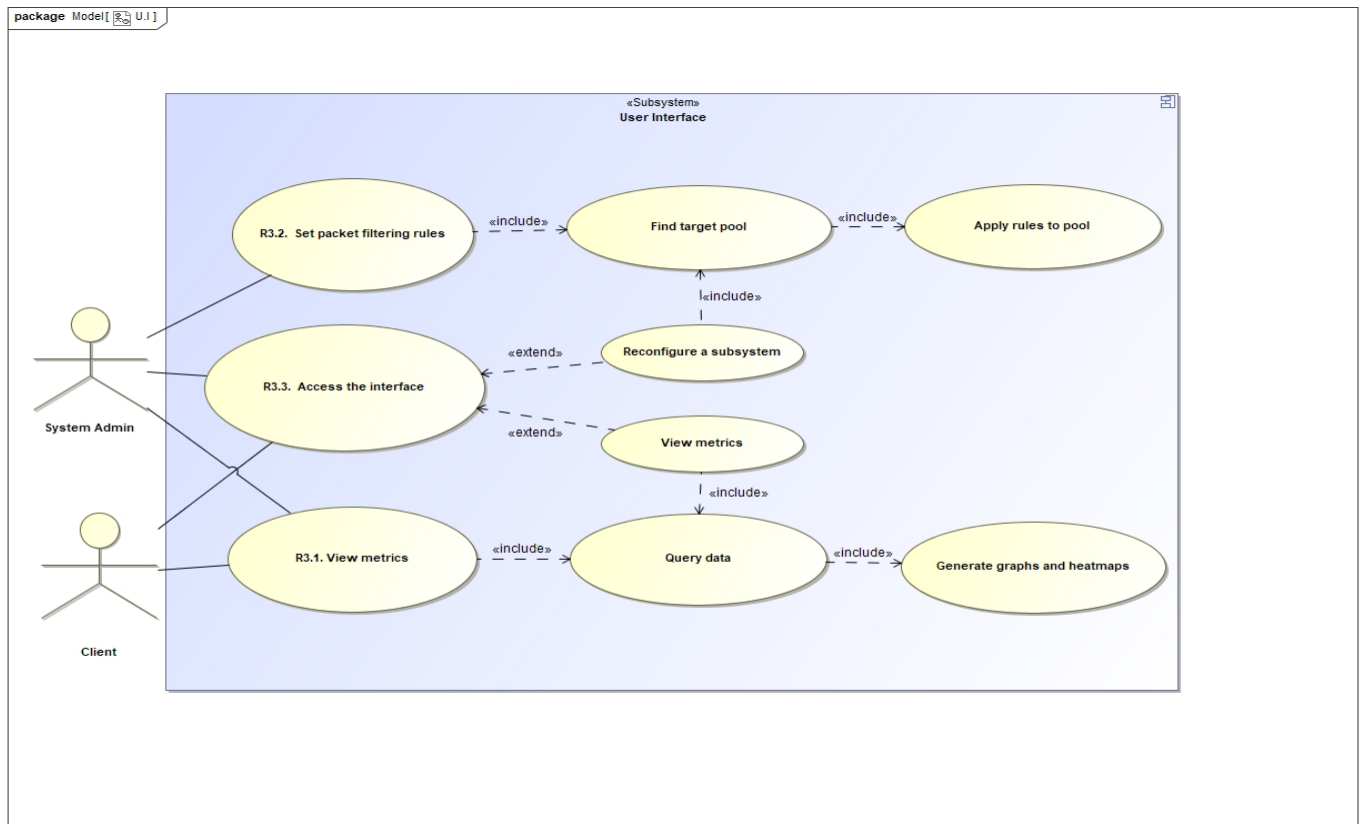 package Model[ U.I ]
«Subsystem»
User Interface
R3.2. Set packet filtering rules
«include»
Find target pool
«include»
Apply rules to pool
«include»
System Admin
R3.3. Access the interface
«extend»
Reconfigure a subsystem
«extend»
View metrics
«include»
Client
R3.1. View metrics
«include»
Query data
«include»
Generate graphs and heatmaps